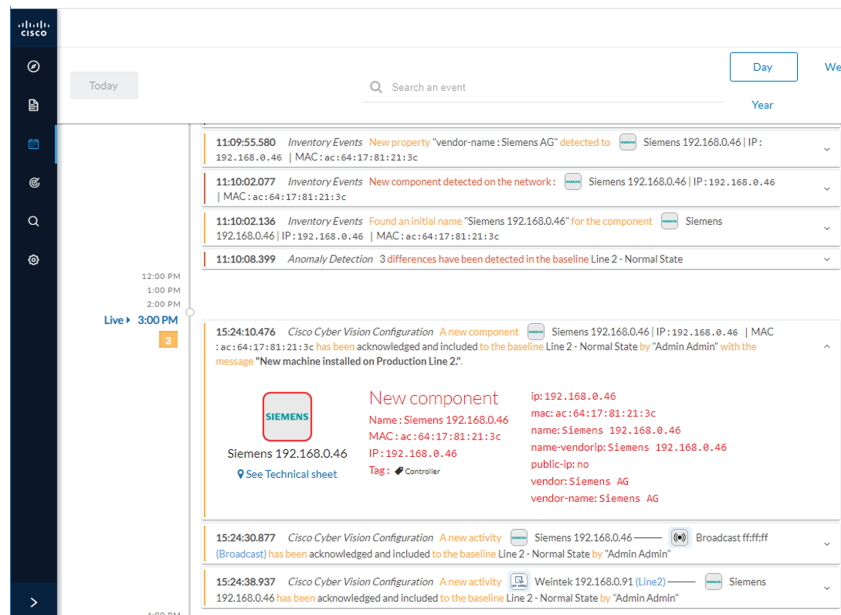 CISCO
Today
Search an event
Day
We
Year
11:09:55.580 Inventory Events New property "vendor-name : Siemens AG" detected to SIEMENS Siemens 192.168.0.46 | IP:
192.168.0.46 | MAC: ac:64:17:81:21:3c
11:10:02.077 Inventory Events New component detected on the network : SIEMENS Siemens 192.168.0.46 | IP: 192.168.0.46
| MAC: ac:64:17:81:21:3c
11:10:02.136 Inventory Events Found an initial name "Siemens 192.168.0.46" for the component SIEMENS Siemens
192.168.0.46 | IP: 192.168.0.46 | MAC: ac:64:17:81:21:3c
11:10:08.399 Anomaly Detection 3 differences have been detected in the baseline Line 2 - Normal State
12:00 PM
1:00 PM
2:00 PM
Live 3:00 PM
3
15:24:10.476 Cisco Cyber Vision Configuration A new component SIEMENS Siemens 192.168.0.46 | IP: 192.168.0.46 | MAC
: ac:64:17:81:21:3c has been acknowledged and included to the baseline Line 2 - Normal State by "Admin Admin" with the
message "New machine installed on Production Line 2.".
SIEMENS
Siemens 192.168.0.46
See Technical sheet
New component
Name : Siemens 192.168.0.46
MAC : ac:64:17:81:21:3c
IP : 192.168.0.46
Tag : Controller
ip: 192.168.0.46
mac: ac:64:17:81:21:3c
name: Siemens 192.168.0.46
name-vendorip: Siemens 192.168.0.46
public-ip: no
vendor: Siemens AG
vendor-name: Siemens AG
15:24:30.877 Cisco Cyber Vision Configuration A new activity SIEMENS Siemens 192.168.0.46 Broadcast ff:ff:ff
(Broadcast) has been acknowledged and included to the baseline Line 2 - Normal State by "Admin Admin"
15:24:38.937 Cisco Cyber Vision Configuration A new activity Weintek 192.168.0.91 (Line2) SIEMENS Siemens
192.168.0.46 has been acknowledged and included to the baseline Line 2 - Normal State by "Admin Admin"